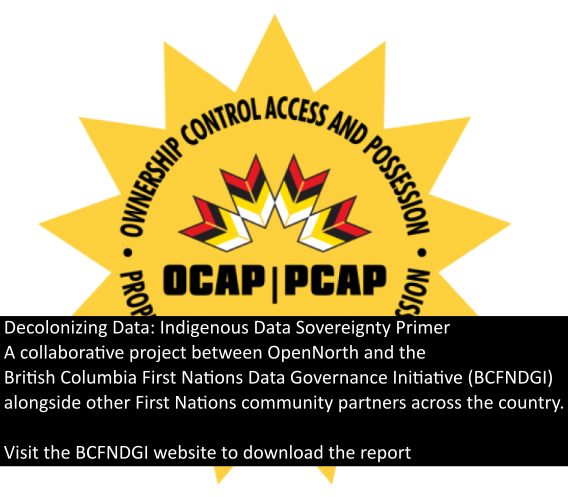 • OWNERSHIP CONTROL ACCESS AND POSSESSION •
OCAP|PCAP
Decolonizing Data: Indigenous Data Sovereignty Primer
A collaborative project between OpenNorth and the
British Columbia First Nations Data Governance Initiative (BCFNDGI)
alongside other First Nations community partners across the country.
Visit the BCFNDGI website to download the report